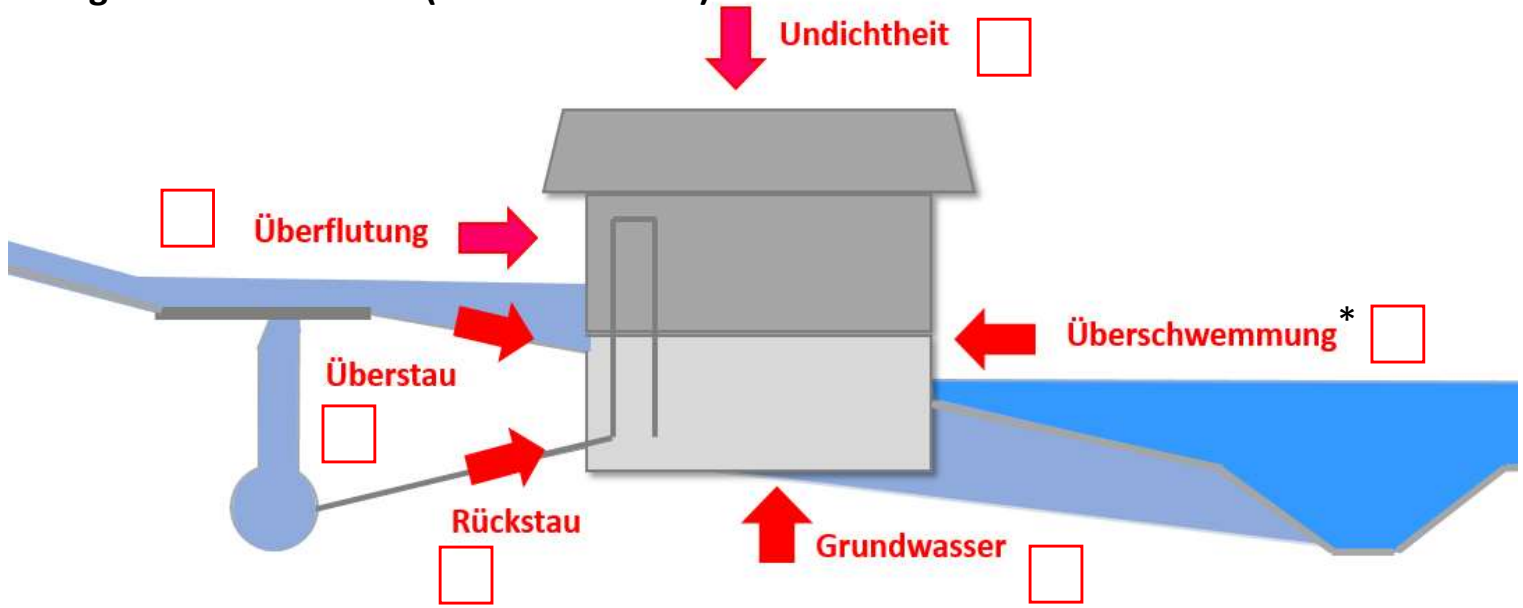 Undichtheit
Überflutung
Überschwemmung*
Überstau
Rückstau
Grundwasser